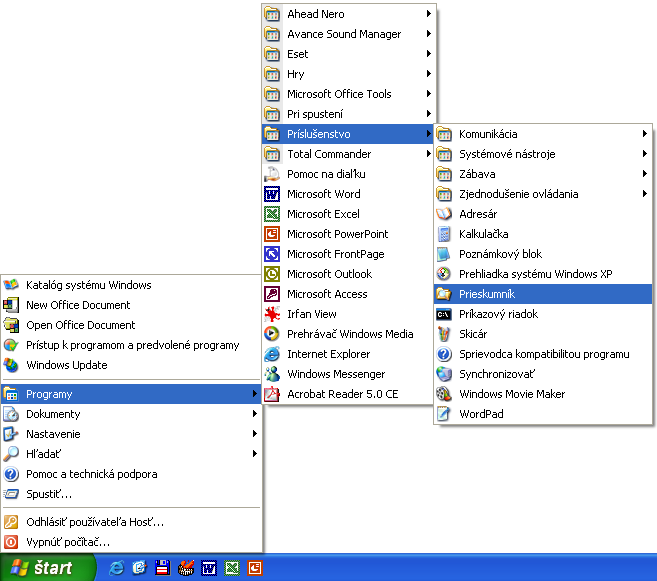 Ahead Nero
Avance Sound Manager
Eset
Hry
Microsoft Office Tools
Pri spustení
Príslušenstvo
Total Commander
Pomoc na diaľku
Microsoft Word
Microsoft Excel
Microsoft PowerPoint
Microsoft FrontPage
Microsoft Outlook
Microsoft Access
Irfan View
Prehrávač Windows Media
Internet Explorer
Windows Messenger
Acrobat Reader 5.0 CE
Komunikácia
Systémové nástroje
Zábava
Zjednodušenie ovládania
Adresár
Kalkulačka
Poznámkový blok
Prehliadka systému Windows XP
Prieskumník
Príkazový riadok
Skicár
Sprievodca kompatibilitou programu
Synchronizovať
Windows Movie Maker
WordPad
Katalóg systému Windows
New Office Document
Open Office Document
Prístup k programom a predvolené programy
Windows Update
Programy
Dokumenty
Nastavenie
Hľadať
Pomoc a technická podpora
Spustiť...
Odhlásiť používateľa Hosť...
Vypnúť počítač...
štart